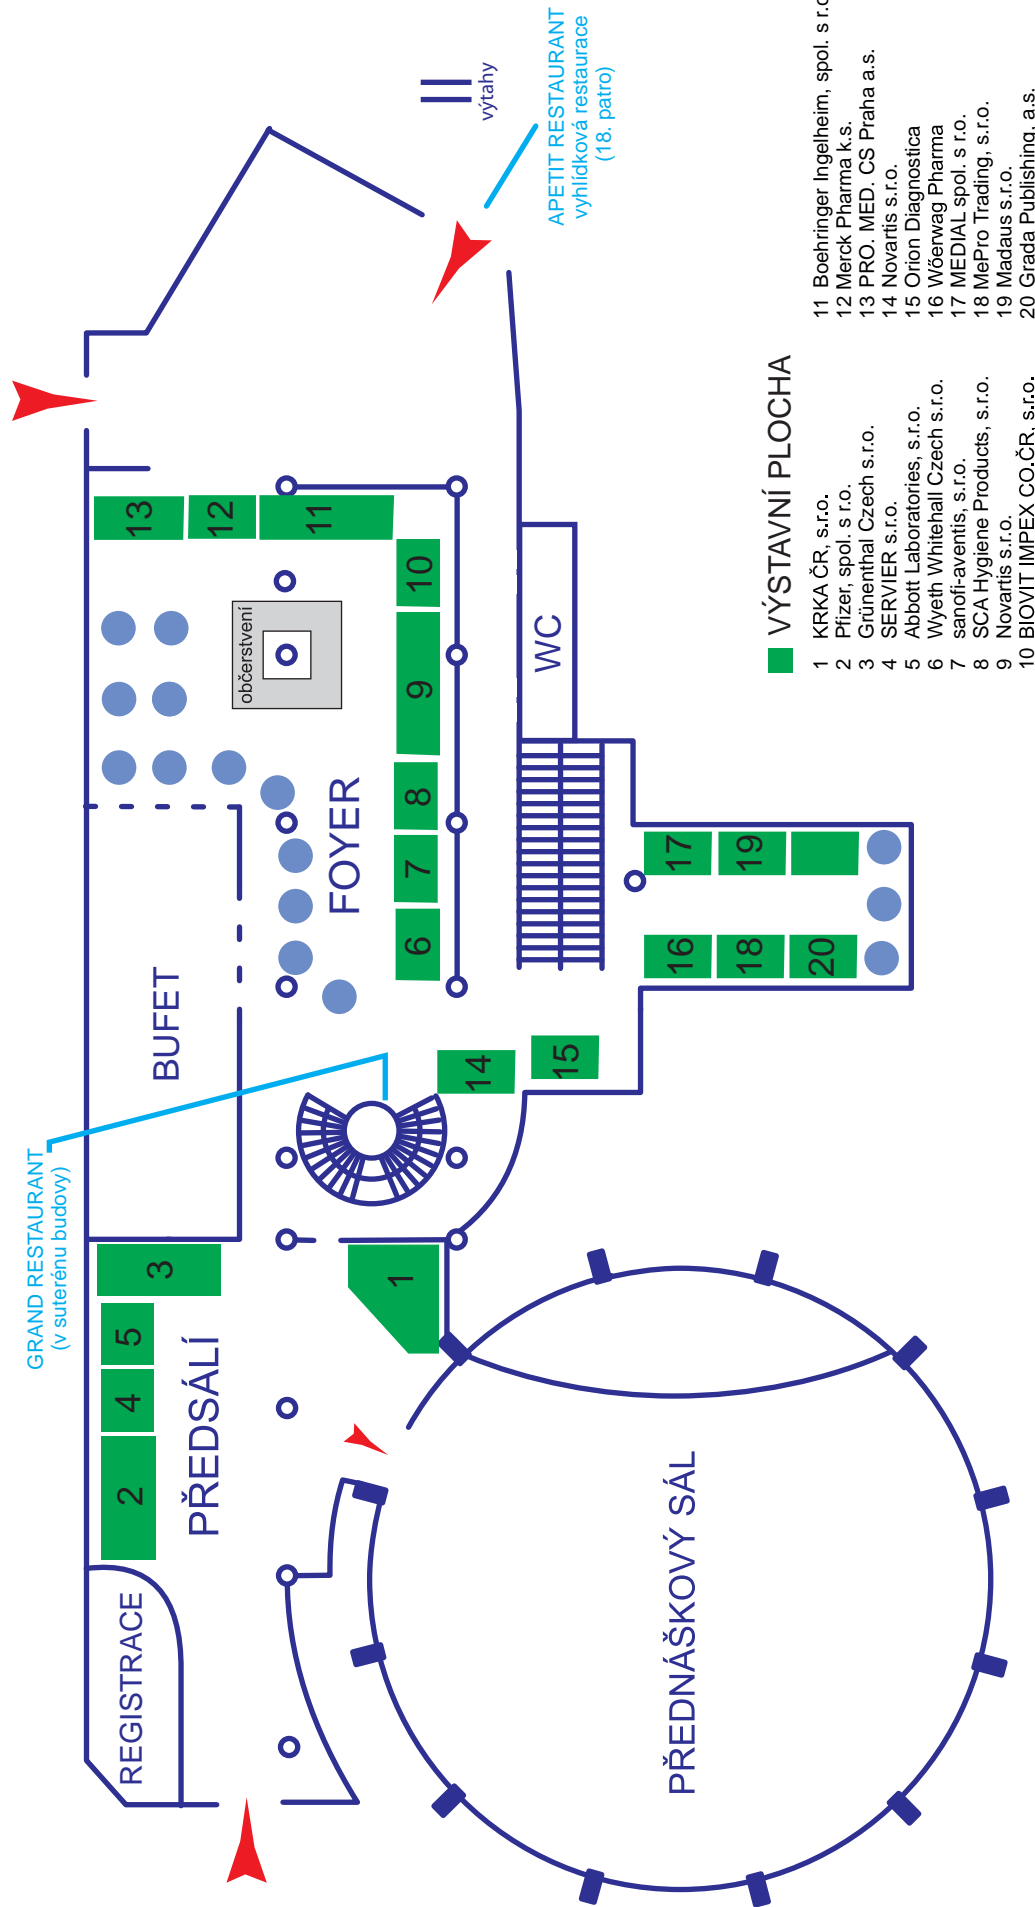 GRAND RESTAURANT
(v suterénu budovy)
REGISTRACE
PŘEDSÁLÍ
2
4
5
3
1
BUFET
FOYER
občerstvení
13
12
11
10
9
8
7
6
14
15
WC
16
18
20
17
19
PŘEDNÁŠKOVÝ SÁL
výtahy
APETIT RESTAURANT
vyhlídková restaurace
(18. patro)
VÝSTAVNÍ PLOCHA
1 KRKA ČR, s.r.o.
2 Pfizer, spol. s r.o.
3 Grünenthal Czech s.r.o.
4 SERVIER s.r.o.
5 Abbott Laboratories, s.r.o.
6 Wyeth Whitehall Czech s.r.o.
7 sanofi-aventis, s.r.o.
8 SCA Hygiene Products, s.r.o.
9 Novartis s.r.o.
10 BIOVIT IMPEX CO.ČR, s.r.o.
11 Boehringer Ingelheim, spol. s r.o
12 Merck Pharma k.s.
13 PRO. MED. CS Praha a.s.
14 Novartis s.r.o.
15 Orion Diagnostica
16 Wőerwag Pharma
17 MEDIAL spol. s r.o.
18 MePro Trading, s.r.o.
19 Madaus s.r.o.
20 Grada Publishing, a.s.